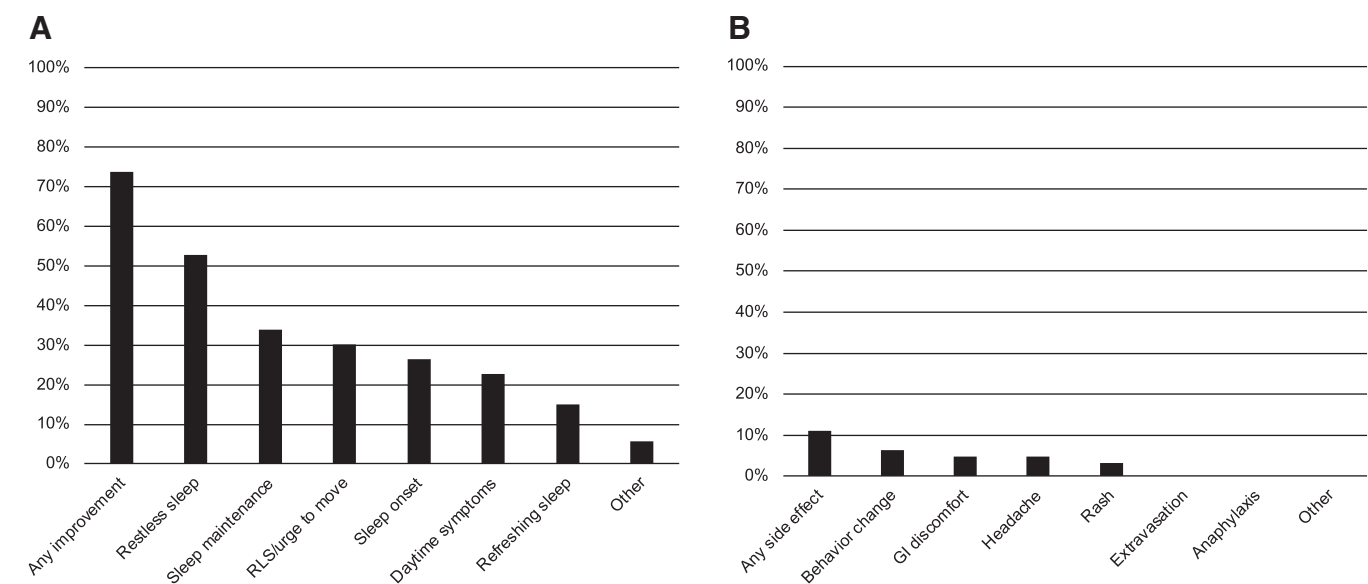 A
100%
90%
80%
70%
60%
50%
40%
30%
20%
10%
0%
Any improvement
Restless sleep
Sleep maintenance
RLS/urge to move
Sleep onset
Daytime symptoms
Refreshing sleep
Other
B
100%
90%
80%
70%
60%
50%
40%
30%
20%
10%
0%
Any side effect
Behavior change
GI discomfort
Headache
Rash
Extravasation
Anaphylaxis
Other